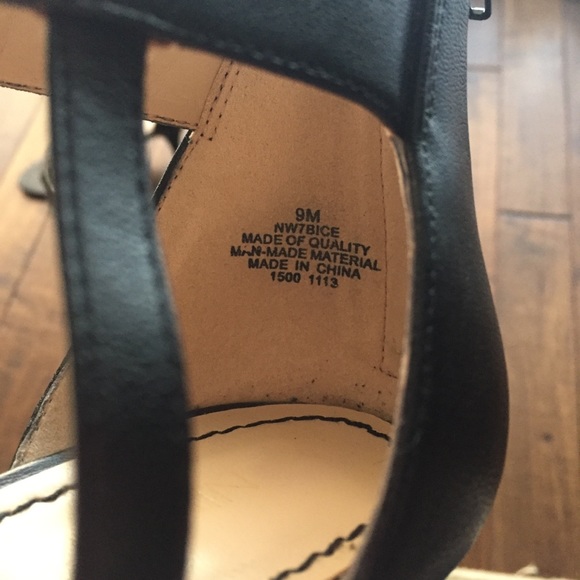 9M
NW7BICE
MADE OF QUALITY
MAN-MADE MATERIAL
MADE IN CHINA
1500 1113